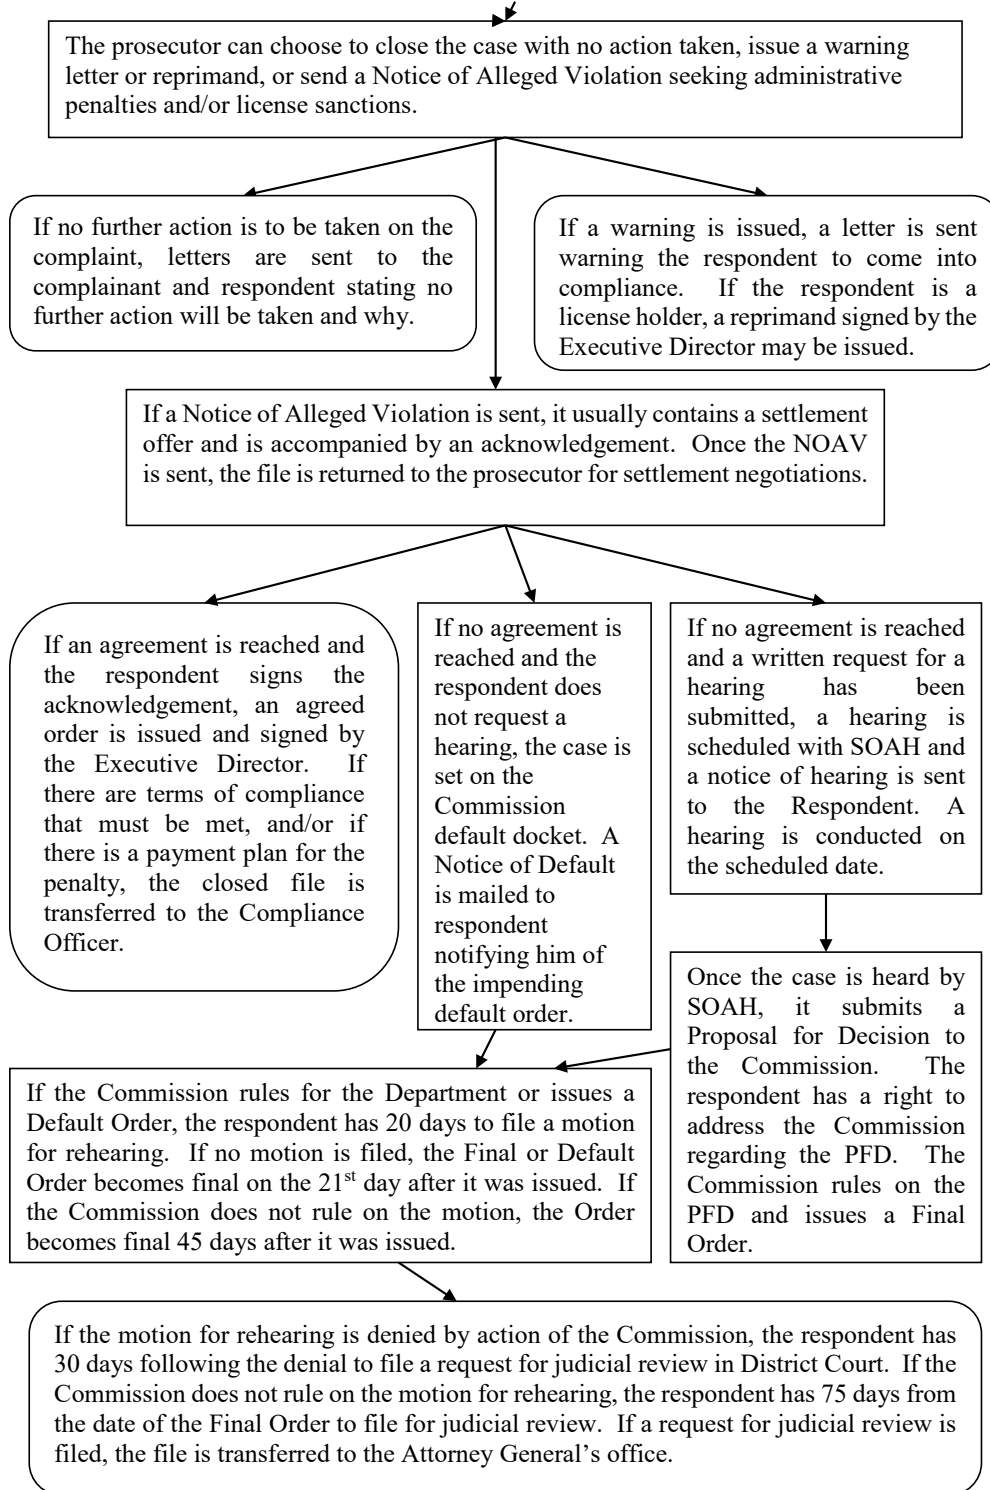 The prosecutor can choose to close the case with no action taken, issue a warning
letter or reprimand, or send a Notice of Alleged Violation seeking administrative
penalties and/or license sanctions.
If no further action is to be taken on the
complaint, letters are sent to the
complainant and respondent stating no
further action will be taken and why.
If a warning is issued, a letter is sent
warning the respondent to come into
compliance. If the respondent is a
license holder, a reprimand signed by the
Executive Director may be issued.
If a Notice of Alleged Violation is sent, it usually contains a settlement
offer and is accompanied by an acknowledgement. Once the NOAV
is sent, the file is returned to the prosecutor for settlement negotiations.
If an agreement is reached and
the respondent signs the
acknowledgement, an agreed
order is issued and signed by
the Executive Director. If
there are terms of compliance
that must be met, and/or if
there is a payment plan for the
penalty, the closed file is
transferred to the Compliance
Officer.
If no agreement is
reached and the
respondent does
not request a
hearing, the case is
set on the
Commission
default docket. A
Notice of Default
is mailed to
respondent
notifying him of
the impending
default order.
If no agreement is reached
and a written request for a
hearing has been
submitted, a hearing is
scheduled with SOAH and
a notice of hearing is sent
to the Respondent. A
hearing is conducted on
the scheduled date.
Once the case is heard by
SOAH, it submits a
Proposal for Decision to
the Commission. The
respondent has a right to
address the Commission
regarding the PFD. The
Commission rules on the
PFD and issues a Final
Order.
If the Commission rules for the Department or issues a
Default Order, the respondent has 20 days to file a motion
for rehearing. If no motion is filed, the Final or Default
Order becomes final on the 21st day after it was issued. If
the Commission does not rule on the motion, the Order
becomes final 45 days after it was issued.
If the motion for rehearing is denied by action of the Commission, the respondent has
30 days following the denial to file a request for judicial review in District Court. If the
Commission does not rule on the motion for rehearing, the respondent has 75 days from
the date of the Final Order to file for judicial review. If a request for judicial review is
filed, the file is transferred to the Attorney General’s office.